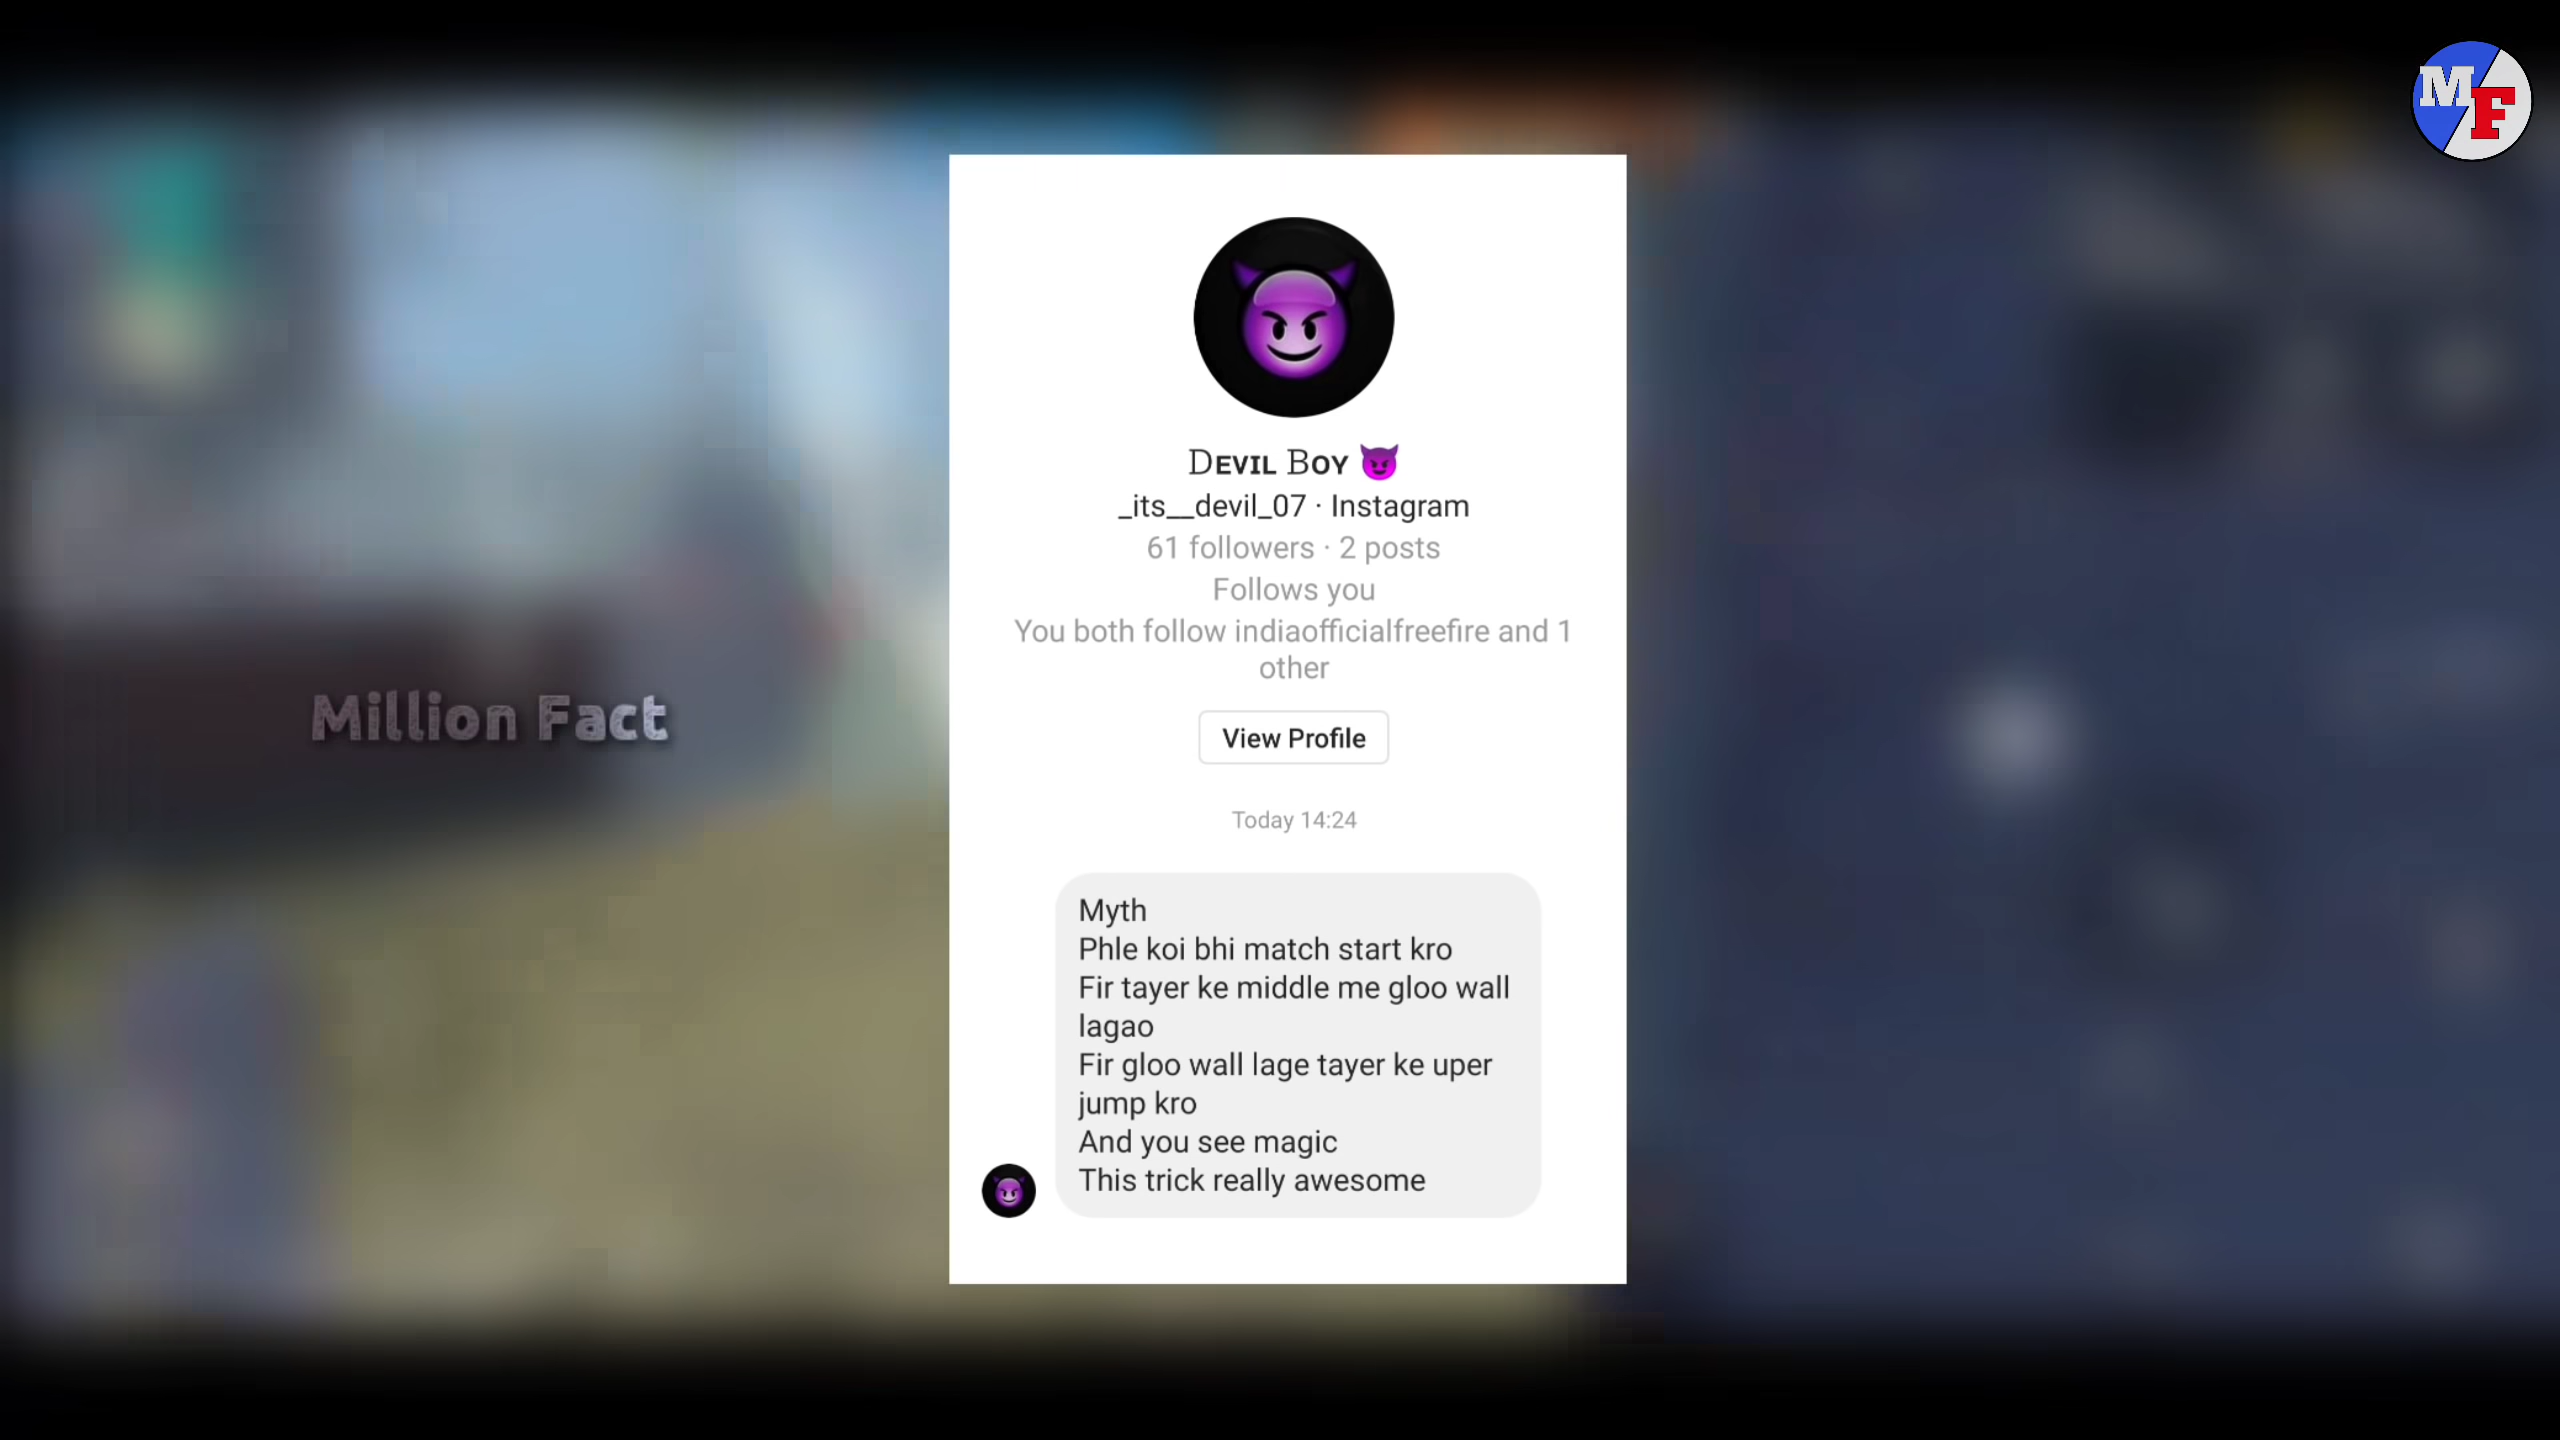 MF
Dᴇᴠɪʟ Bᴏʏ 😈
_its__devil_07 · Instagram
61 followers · 2 posts
Follows you
You both follow indiaofficialfreefire and 1
other
Million Fact
View Profile
Today 14:24
Myth
Phle koi bhi match start kro
Fir tayer ke middle me gloo wall
lagao
Fir gloo wall lage tayer ke uper
jump kro
And you see magic
This trick really awesome